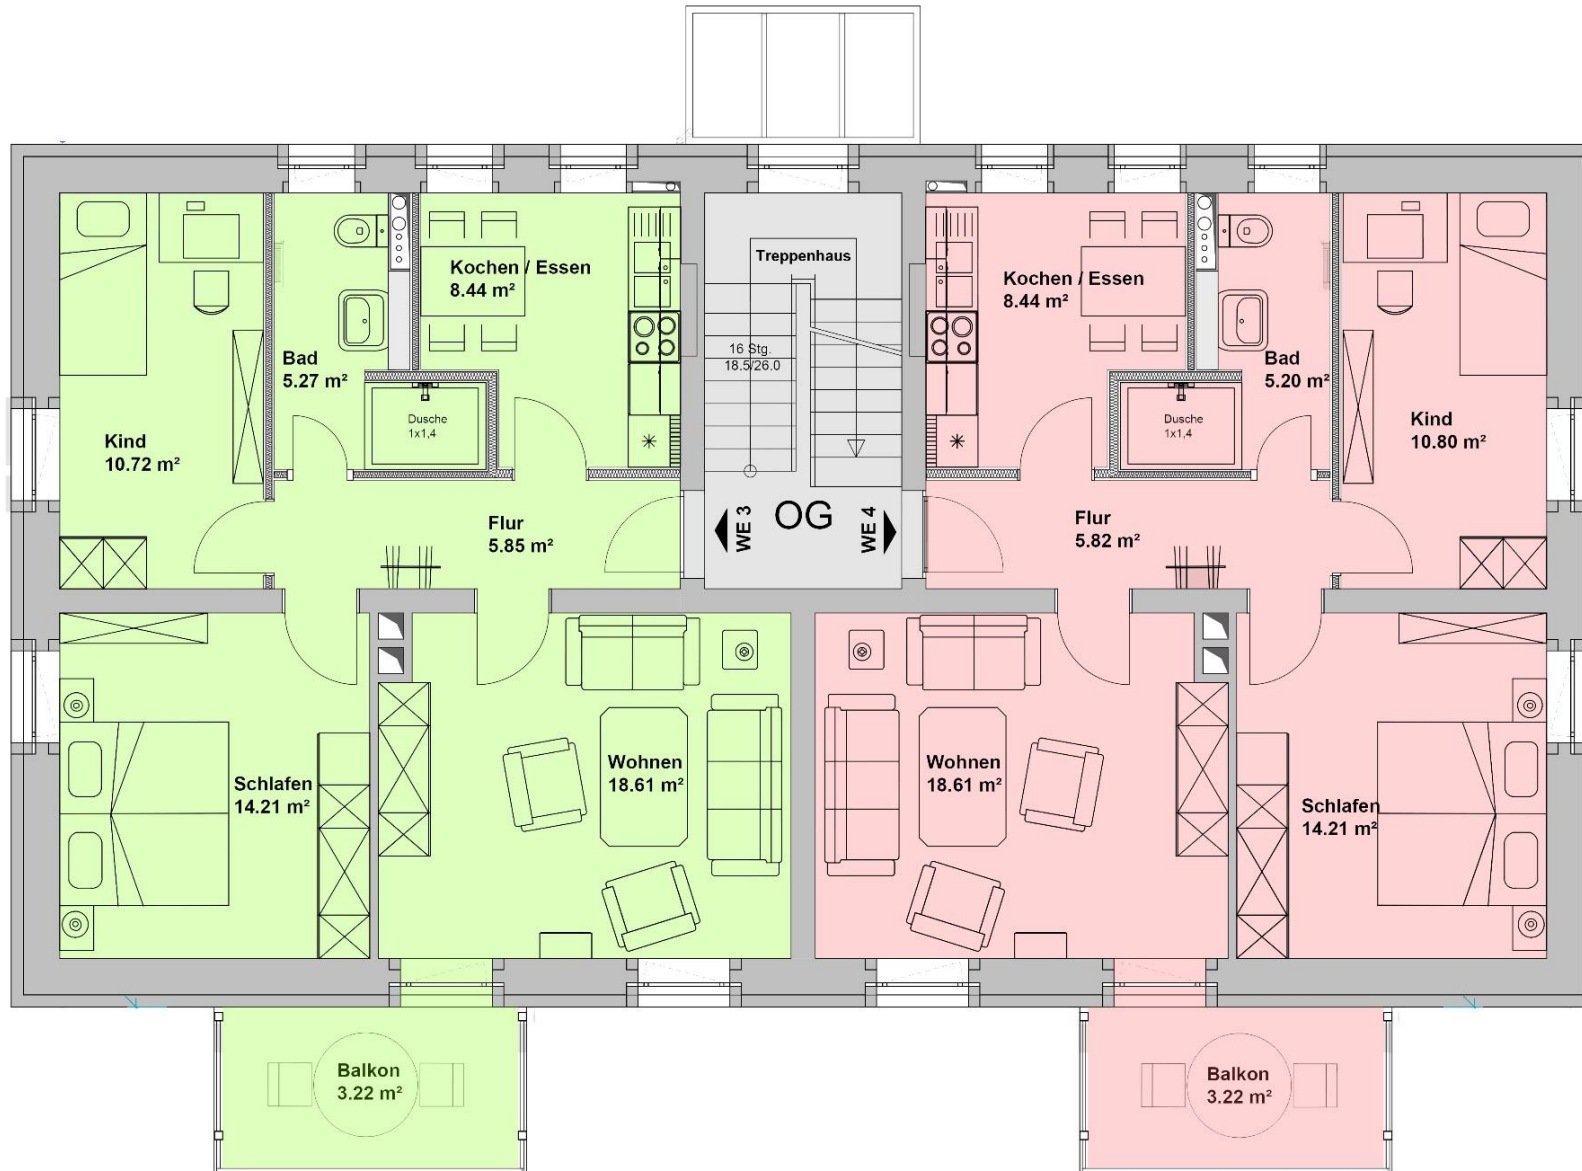 Treppenhaus
16 Stg.
18.5/26.0
OG
WE 3
WE 4
Kochen / Essen
8.44 m²
Bad
5.27 m²
Dusche
1x1,4
Kind
10.72 m²
Flur
5.85 m²
Schlafen
14.21 m²
Wohnen
18.61 m²
Balkon
3.22 m²
Kochen / Essen
8.44 m²
Bad
5.20 m²
Dusche
1x1,4
Kind
10.80 m²
Flur
5.82 m²
Wohnen
18.61 m²
Schlafen
14.21 m²
Balkon
3.22 m²